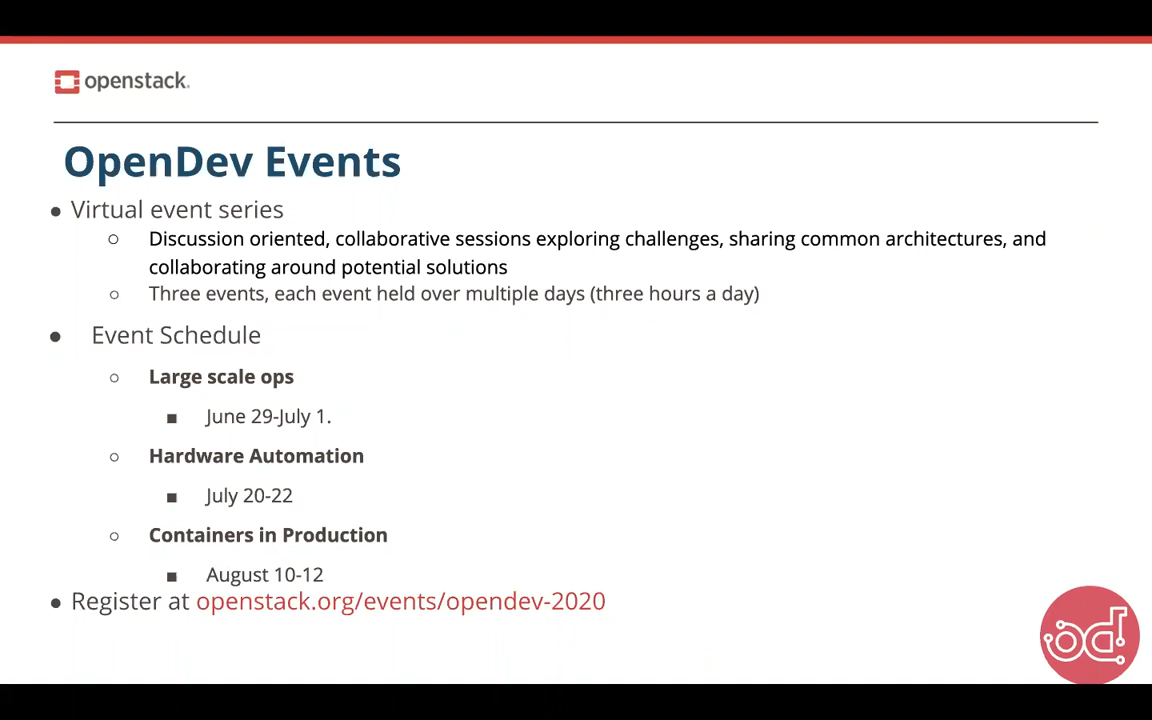 openstack.
OpenDev Events
● Virtual event series
○ Discussion oriented, collaborative sessions exploring challenges, sharing common architectures, and
collaborating around potential solutions
○ Three events, each event held over multiple days (three hours a day)
● Event Schedule
○ Large scale ops
■ June 29-July 1.
○ Hardware Automation
■ July 20-22
○ Containers in Production
■ August 10-12
● Register at openstack.org/events/opendev-2020
od